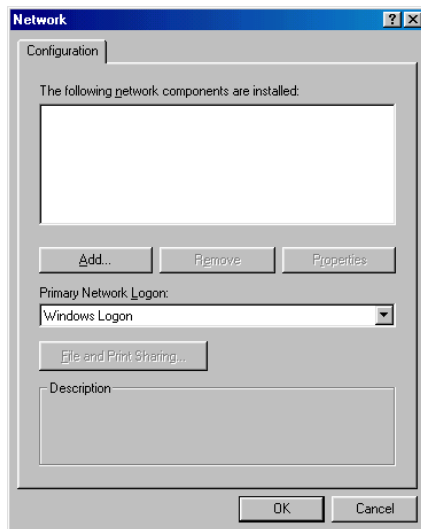 Network
Configuration
The following network components are installed:
Add... Remove Properties
Primary Network Logon:
Windows Logon
File and Print Sharing...
Description
OK Cancel